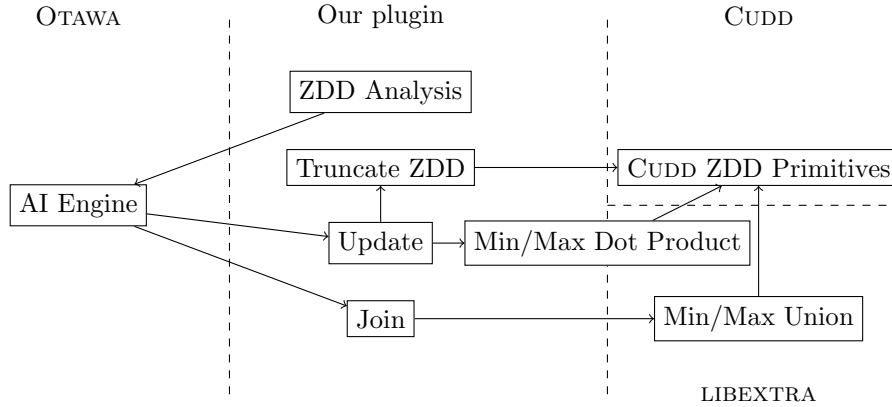 OTAWA Our plugin CUDD
ZDD Analysis
Truncate ZDD CUDD ZDD Primitives
AI Engine
Update Min/Max Dot Product
Join Min/Max Union
LIBEXTRA